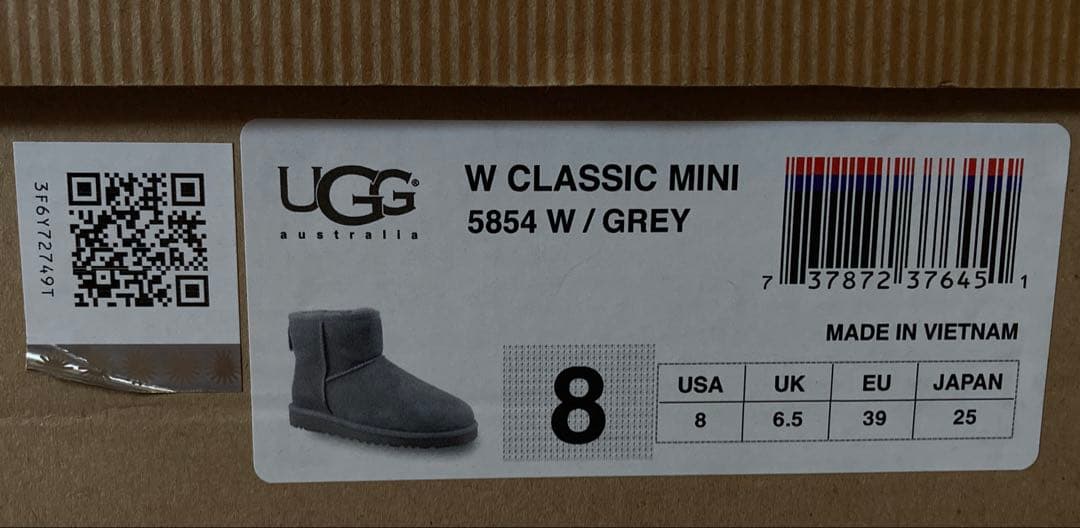 3F6Y72749T
UGG®
australia
W CLASSIC MINI
5854 W / GREY
7 37872 37645 1
MADE IN VIETNAM
8
USA UK EU JAPAN
8 6.5 39 25